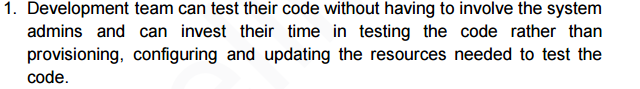 1. Development team can test their code without having to involve the system
admins and can invest their time in testing the code rather than
provisioning, configuring and updating the resources needed to test the
code.